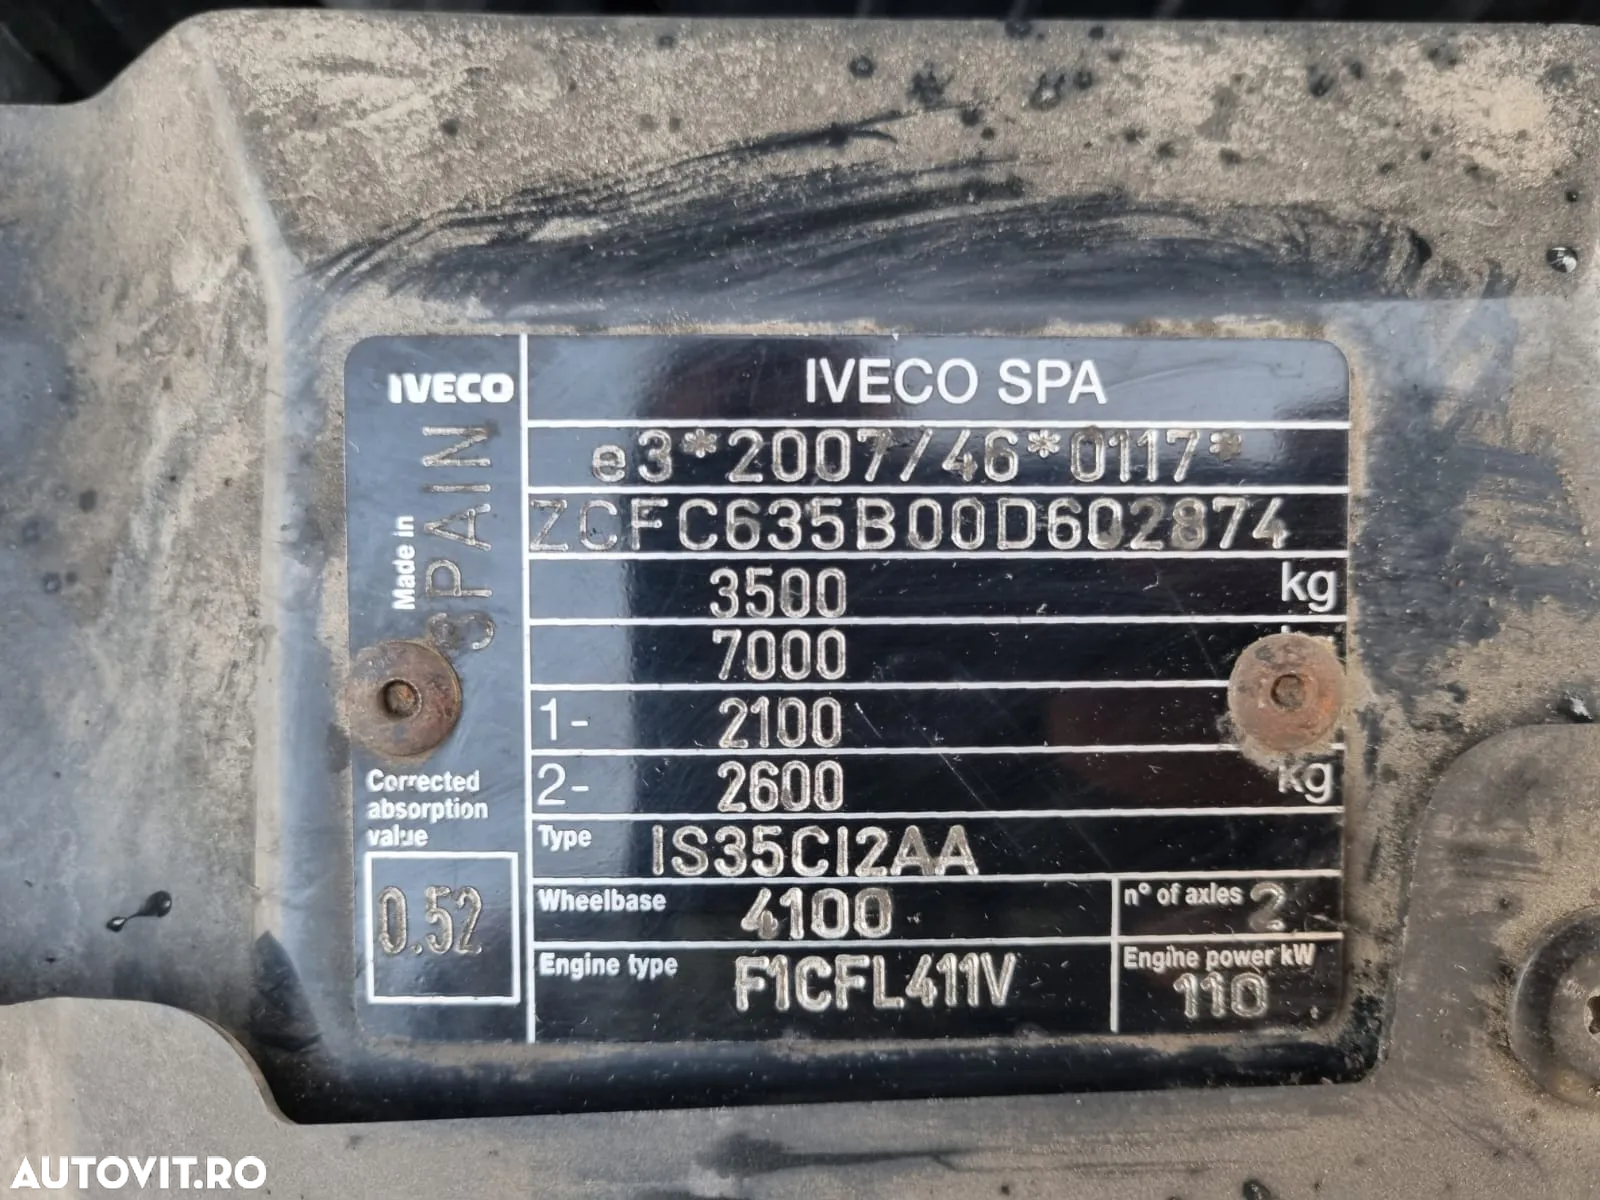 IVECO
IVECO SPA
Made in
SPAIN
e3*2007/46*0117*
ZCFC635B00D602874
3500 kg
7000
1- 2100
2- 2600 kg
Corrected
absorption
value
0.52
Type IS35CI2AA
Wheelbase 4100
n° of axles 2
Engine type F1CFL411V
Engine power kW
110
AUTOVIT.RO